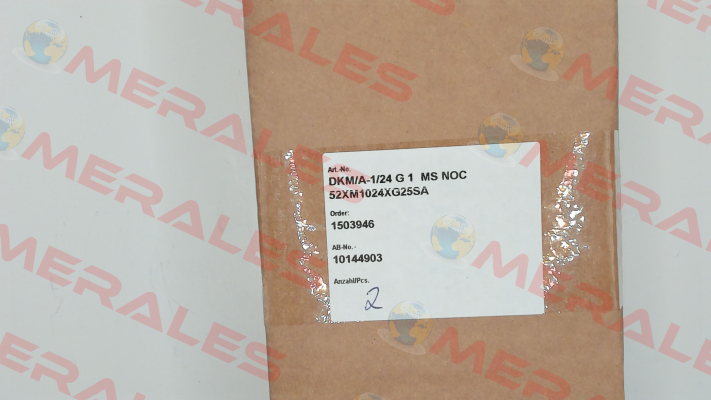 MERALES
MERALES
MERALES
MERALES
MERALES
MERALES
Art.-No.
DKM/A-1/24 G 1 MS NOC
52XM1024XG25SA
Order:
1503946
AB-No.-
10144903
Anzahl/Pcs.
2